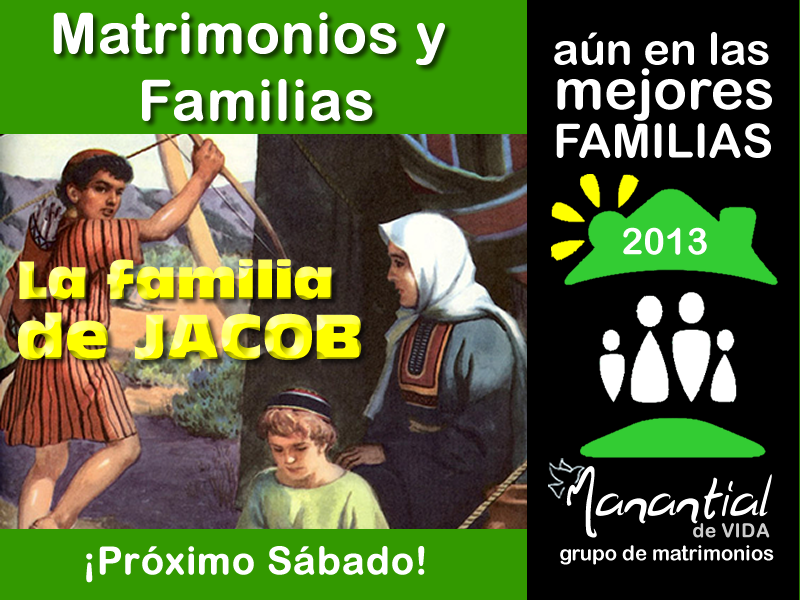 Matrimonios y
Familias
La familia
de JACOB
¡Próximo Sábado!
aún en las
mejores
FAMILIAS
2013
Manantial
de VIDA
grupo de matrimonios